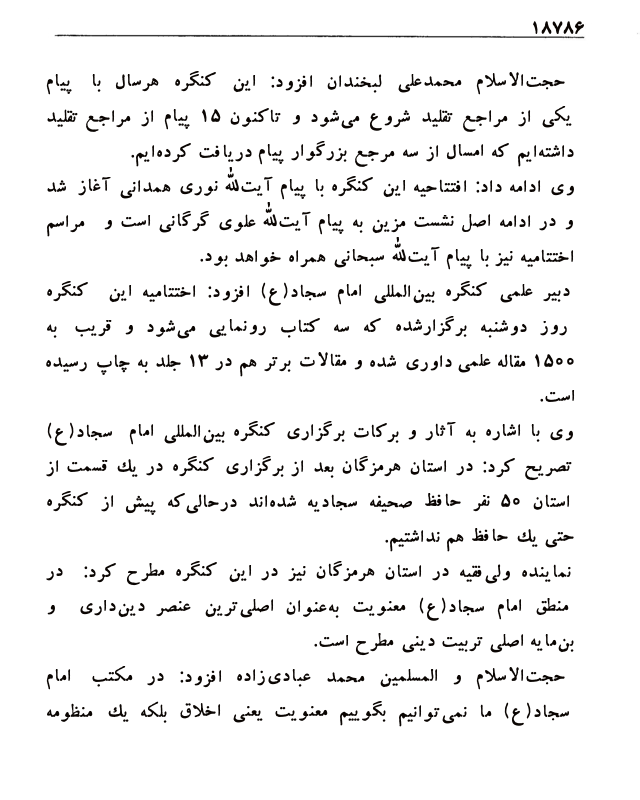 ۱۸۷۸۶
حجت‌الاسلام محمدعلی لبخندان افزود: این کنگره هرسال با پیام
یکی از مراجع تقلید شروع می‌شود و تاکنون ۱۵ پیام از مراجع تقلید
داشته‌ایم که امسال از سه مرجع بزرگوار پیام دریافت کرده‌ایم.
وی ادامه داد: افتتاحیه این کنگره با پیام آیت‌الله نوری همدانی آغاز شد
و در ادامه اصل نشست مزین به پیام آیت‌الله علوی گرگانی است و مراسم
اختتامیه نیز با پیام آیت‌الله سبحانی همراه خواهد بود.
دبیر علمی کنگره بین‌المللی امام سجاد(ع) افزود: اختتامیه این کنگره
روز دوشنبه برگزارشده که سه کتاب رونمایی می‌شود و قریب به
۱۵۰۰ مقاله علمی داوری شده و مقالات برتر هم در ۱۳ جلد به چاپ رسیده
است.
وی با اشاره به آثار و برکات برگزاری کنگره بین‌المللی امام سجاد(ع)
تصریح کرد: در استان هرمزگان بعد از برگزاری کنگره در یك قسمت از
استان ۵۰ نفر حافظ صحیفه سجادیه شده‌اند درحالی‌که پیش از کنگره
حتی یك حافظ هم نداشتیم.
نماینده ولی‌فقیه در استان هرمزگان نیز در این کنگره مطرح کرد: در
منطق امام سجاد(ع) معنویت به‌عنوان اصلی‌ترین عنصر دین‌داری و
بن‌مایه اصلی تربیت دینی مطرح است.
حجت‌الاسلام و المسلمین محمد عبادی‌زاده افزود: در مکتب امام
سجاد(ع) ما نمی‌توانیم بگوییم معنویت یعنی اخلاق بلکه یك منظومه